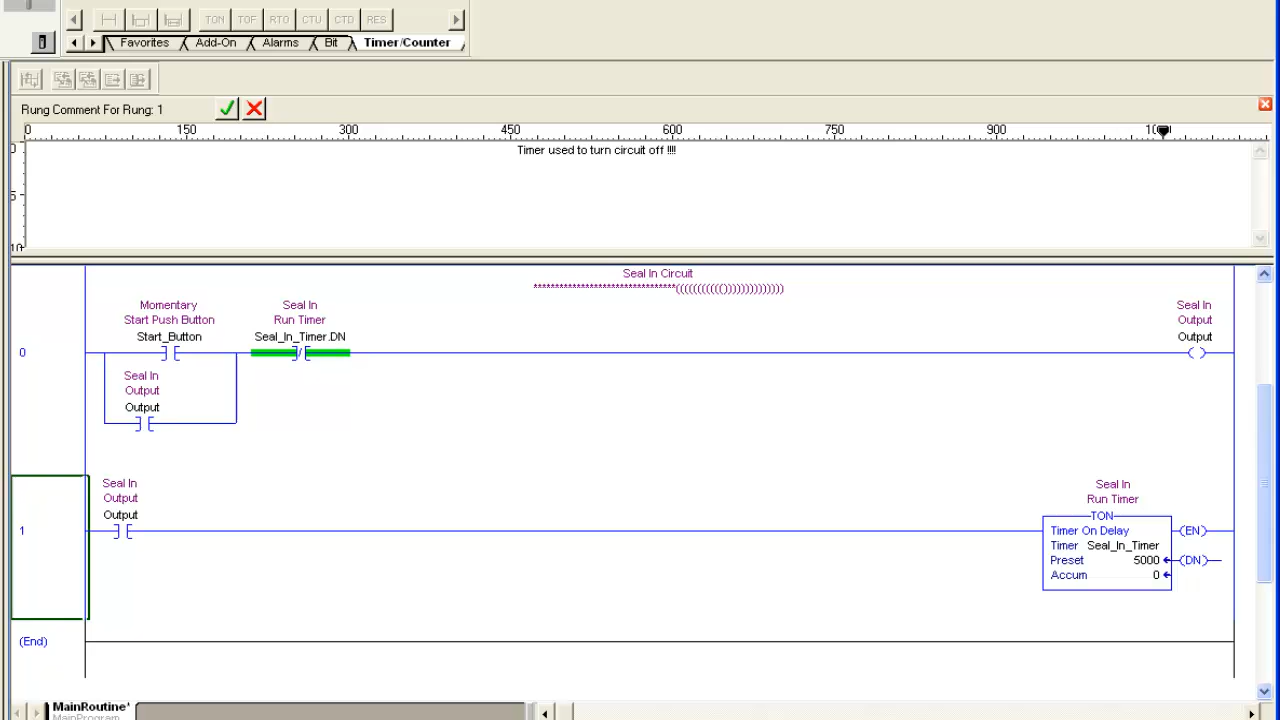 TON TOF RTO CTU CTD RES
Favorites Add-On Alarms Bit Timer/Counter
Rung Comment For Rung: 1
0 150 300 450 600 750 900
0
Timer used to turn circuit off !!!!
5
10
Seal In Circuit
*********************************(((((((((())))))))))))))
Momentary
Start Push Button
Start_Button
Seal In
Run Timer
Seal_In_Timer.DN
Seal In
Output
Output
0
Seal In
Output
Output
Seal In
Output
Output
1
Seal In
Run Timer
TON
Timer On Delay
Timer Seal_In_Timer
Preset 5000
Accum 0
(EN)
(DN)
(End)
MainRoutine*
MainProgram